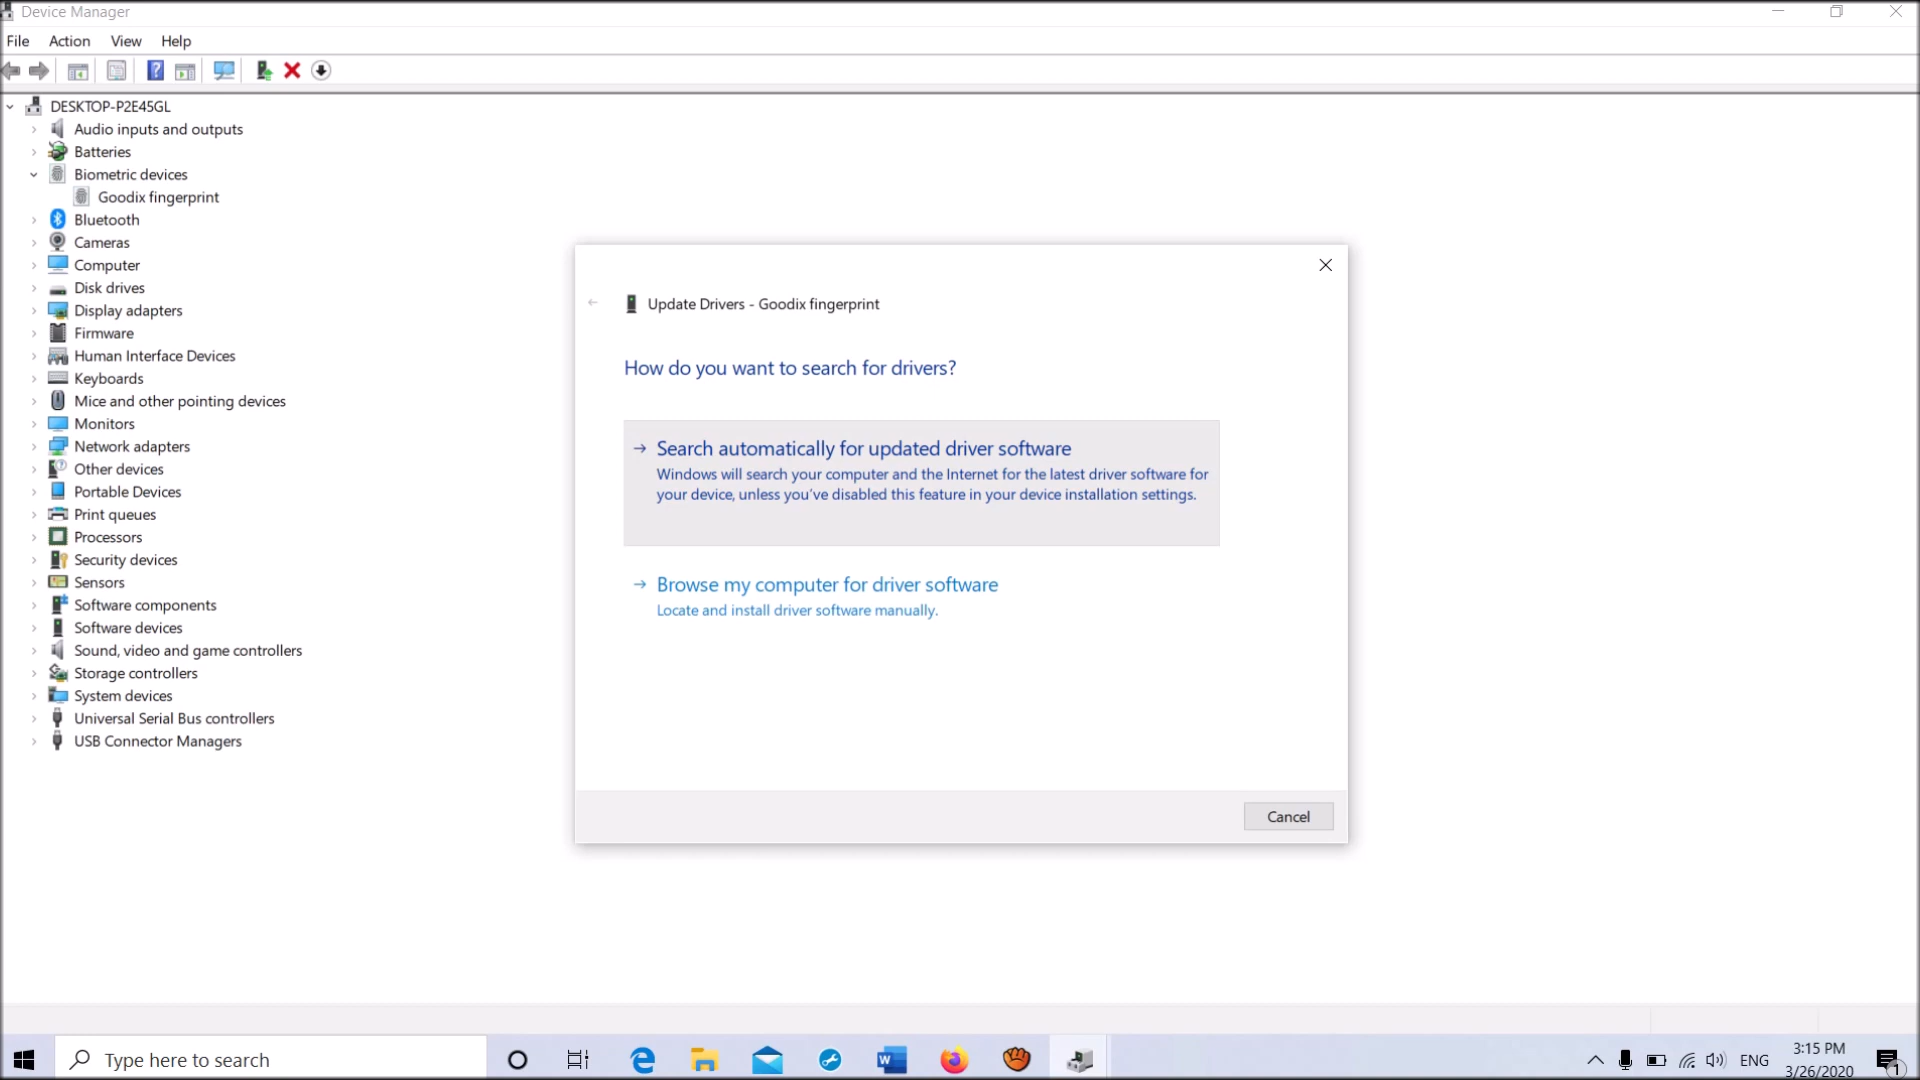 Device Manager
File Action View Help
DESKTOP-P2E45GL
Audio inputs and outputs
Batteries
Biometric devices
Goodix fingerprint
Bluetooth
Cameras
Computer
Disk drives
Display adapters
Firmware
Human Interface Devices
Keyboards
Mice and other pointing devices
Monitors
Network adapters
Other devices
Portable Devices
Print queues
Processors
Security devices
Sensors
Software components
Software devices
Sound, video and game controllers
Storage controllers
System devices
Universal Serial Bus controllers
USB Connector Managers
Update Drivers - Goodix fingerprint
How do you want to search for drivers?
Search automatically for updated driver software
Windows will search your computer and the Internet for the latest driver software for
your device, unless you've disabled this feature in your device installation settings.
Browse my computer for driver software
Locate and install driver software manually.
Cancel
Type here to search
ENG
3:15 PM
3/26/2020
1